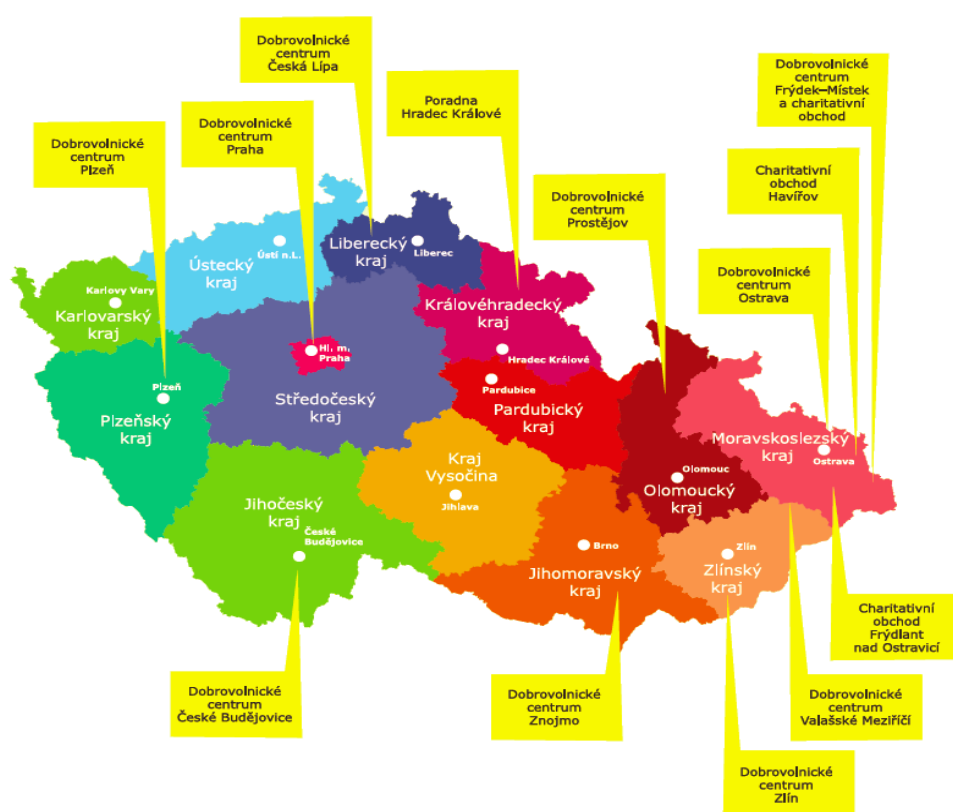 Dobrovolnické
centrum
Česká Lípa
Dobrovolnické
centrum
Frýdek–Místek
a charitativní
obchod
Poradna
Hradec Králové
Dobrovolnické
centrum
Praha
Dobrovolnické
centrum
Plzeň
Charitativní
obchod
Havířov
Dobrovolnické
centrum
Prostějov
Dobrovolnické
centrum
Ostrava
Ústecký
kraj
Ústí n.L.
Liberecký
kraj
Liberec
Karlovy Vary
Karlovarský
kraj
Královéhradecký
kraj
Hradec Králové
Hl. m.
Praha
Středočeský
kraj
Plzeň
Plzeňský
kraj
Pardubice
Pardubický
kraj
Moravskoslezský
kraj
Ostrava
Olomouc
Olomoucký
kraj
Kraj
Vysočina
Jihlava
Jihočeský
kraj
České
Budějovice
Brno
Jihomoravský
kraj
Zlín
Zlínský
kraj
Charitativní
obchod
Frýdlant
nad Ostravicí
Dobrovolnické
centrum
České Budějovice
Dobrovolnické
centrum
Znojmo
Dobrovolnické
centrum
Valašské Meziříčí
Dobrovolnické
centrum
Zlín